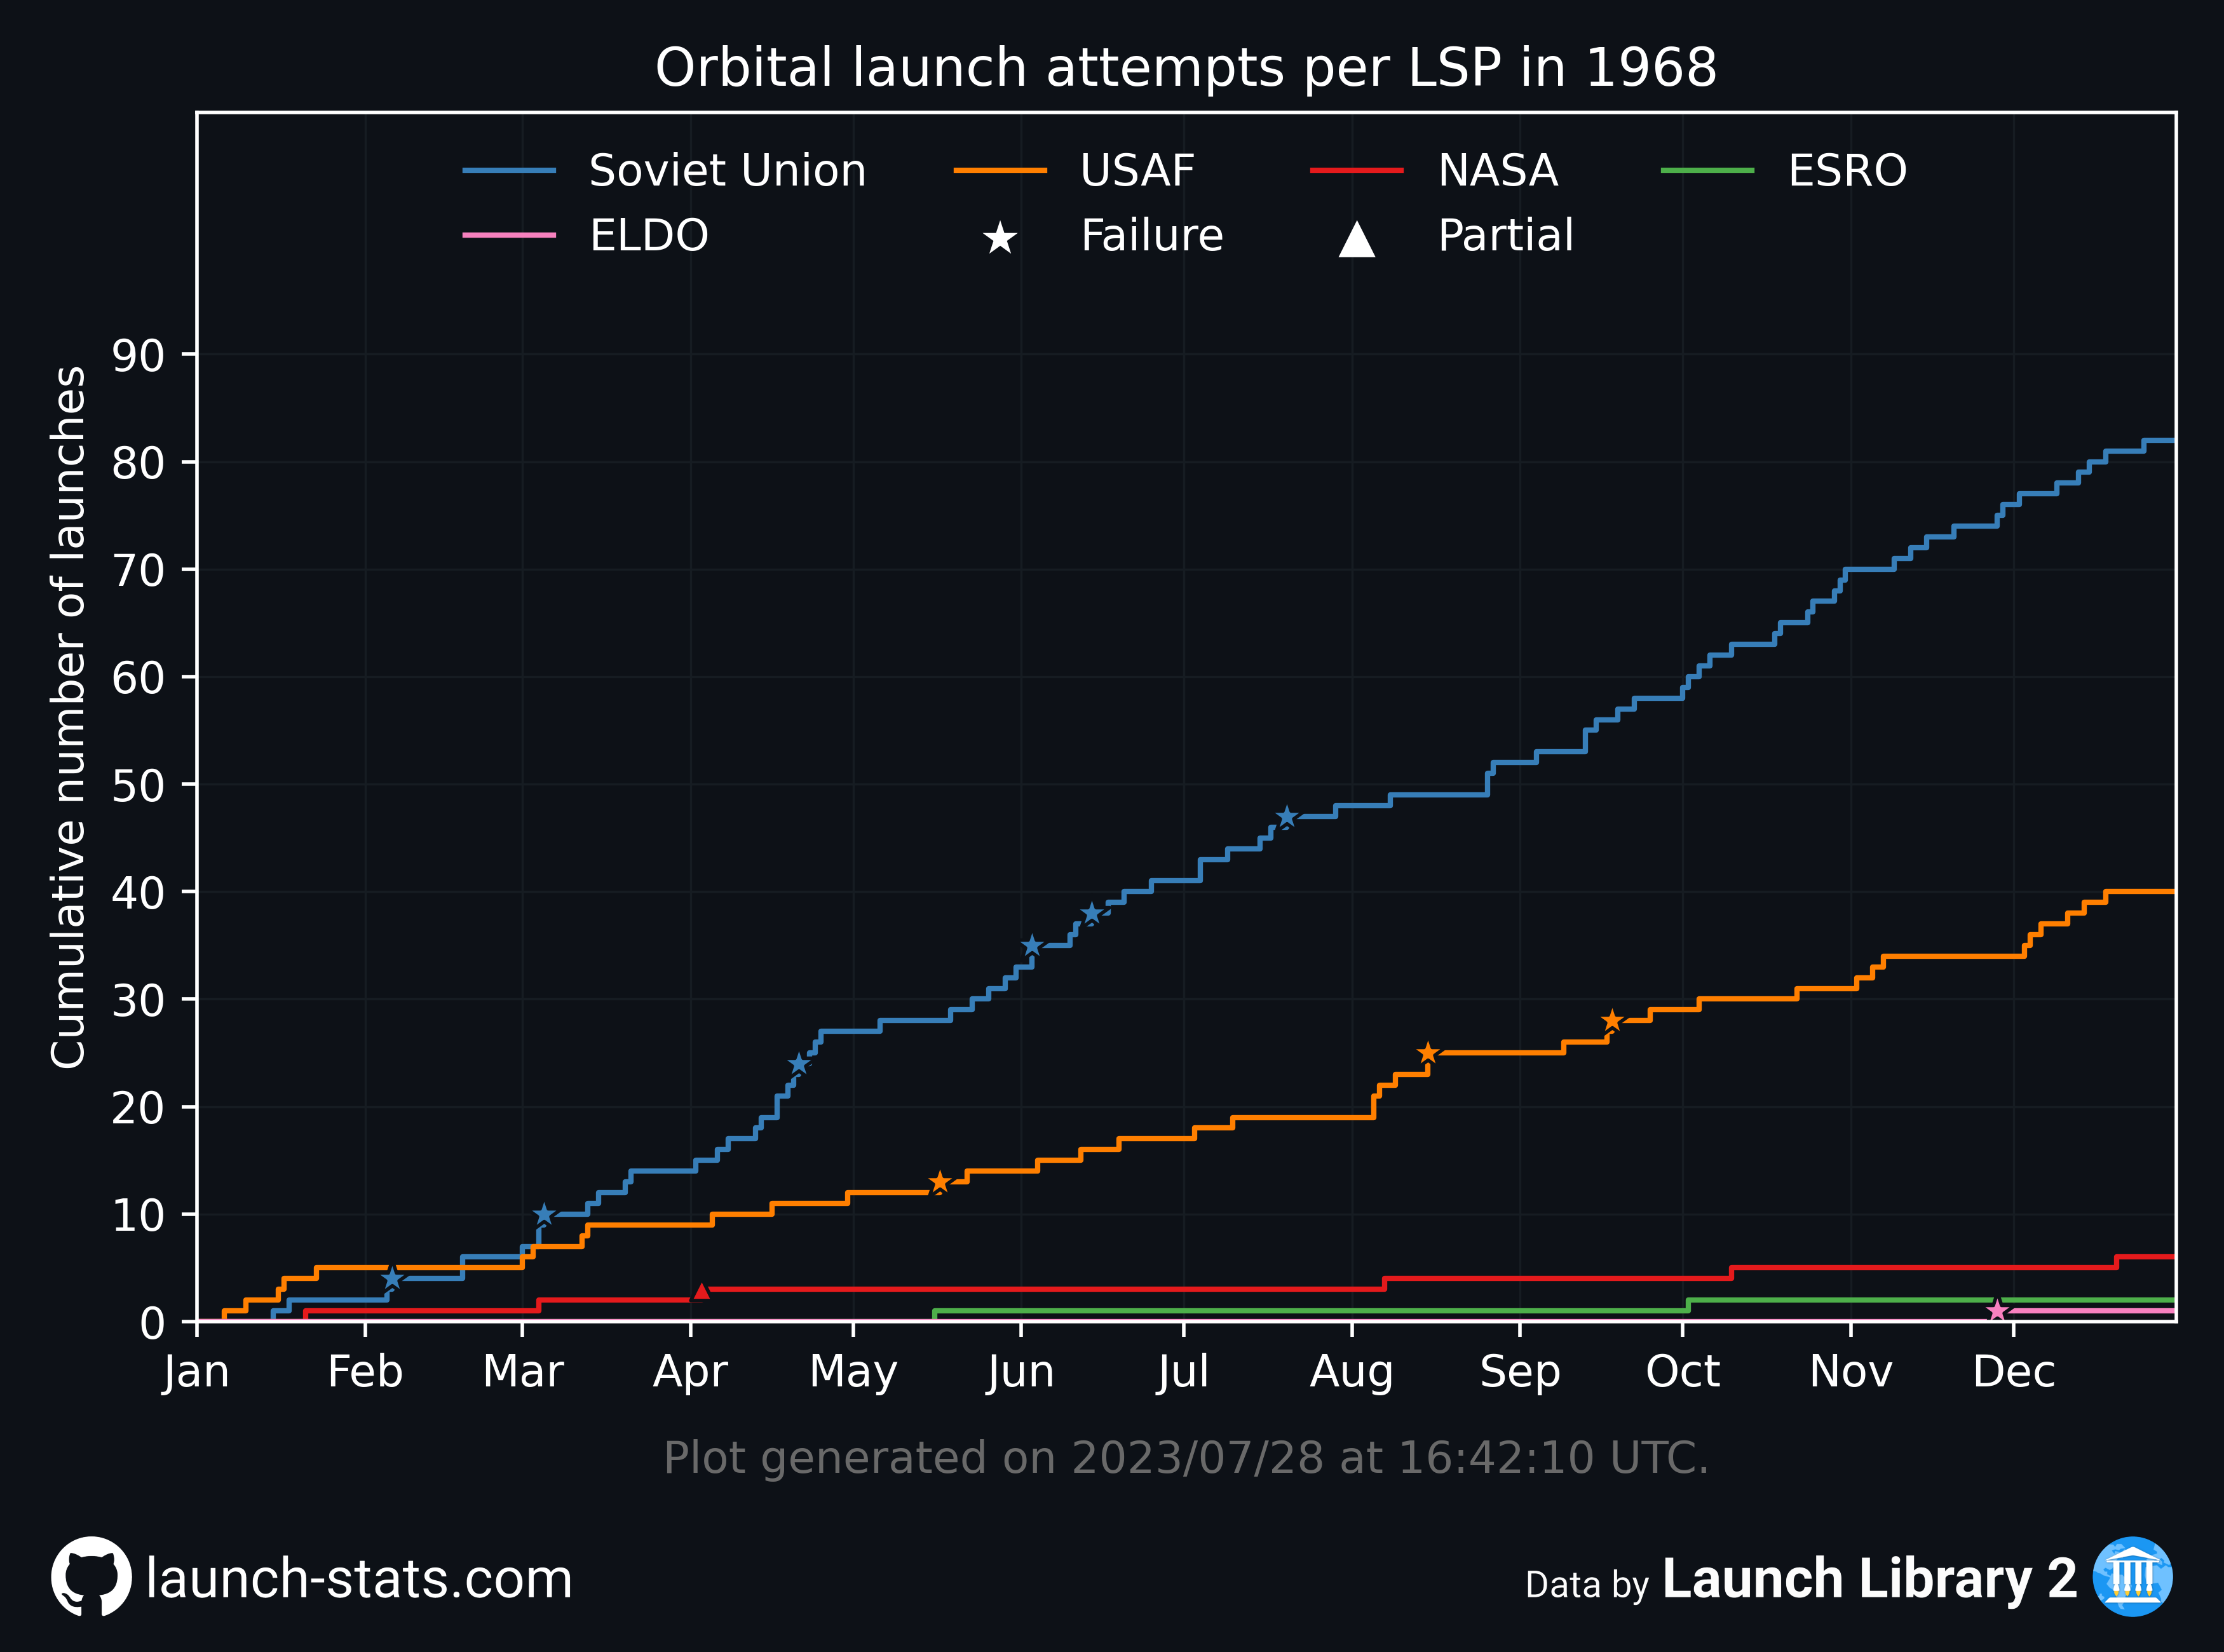 Orbital launch attempts per LSP in 1968
Soviet Union USAF NASA ESRO
ELDO Failure Partial
Cumulative number of launches
90
80
70
60
50
40
30
20
10
0
Jan Feb Mar Apr May Jun Jul Aug Sep Oct Nov Dec
Plot generated on 2023/07/28 at 16:42:10 UTC.
launch-stats.com
Data by Launch Library 2